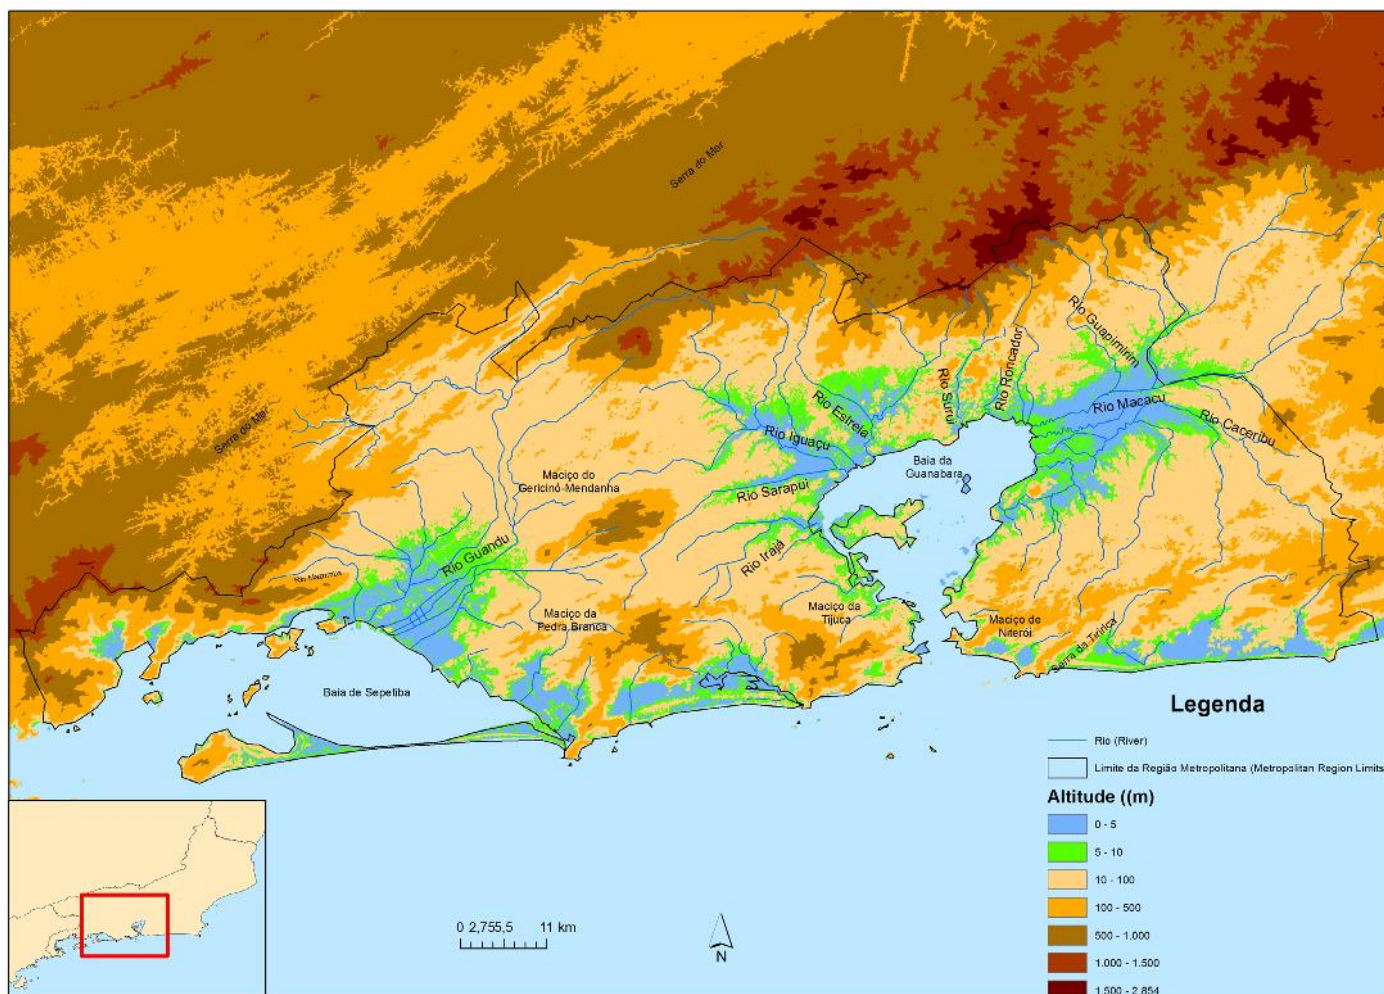 Serra do Mar
Serra do Mar
Rio Guapimirim
Rio Roncador
Rio Suruí
Rio Macacu
Rio Caceribu
Rio Estrela
Rio Iguaçu
Baia da
Guanabara
Maciço do
Gericinó-Mendanha
Rio Sarapuí
Rio Guandu
Rio Irajá
Maciço da
Pedra Branca
Maciço da
Tijuca
Maciço de
Niterói
Serra da Tiririca
Baia de Sepetiba
Legenda
Rio (River)
Limite da Região Metropolitana (Metropolitan Region Limits
Altitude ((m)
0 - 5
5 - 10
10 - 100
100 - 500
500 - 1.000
1.000 - 1.500
1.500 - 2.854
0 2,755,5 11 km
N